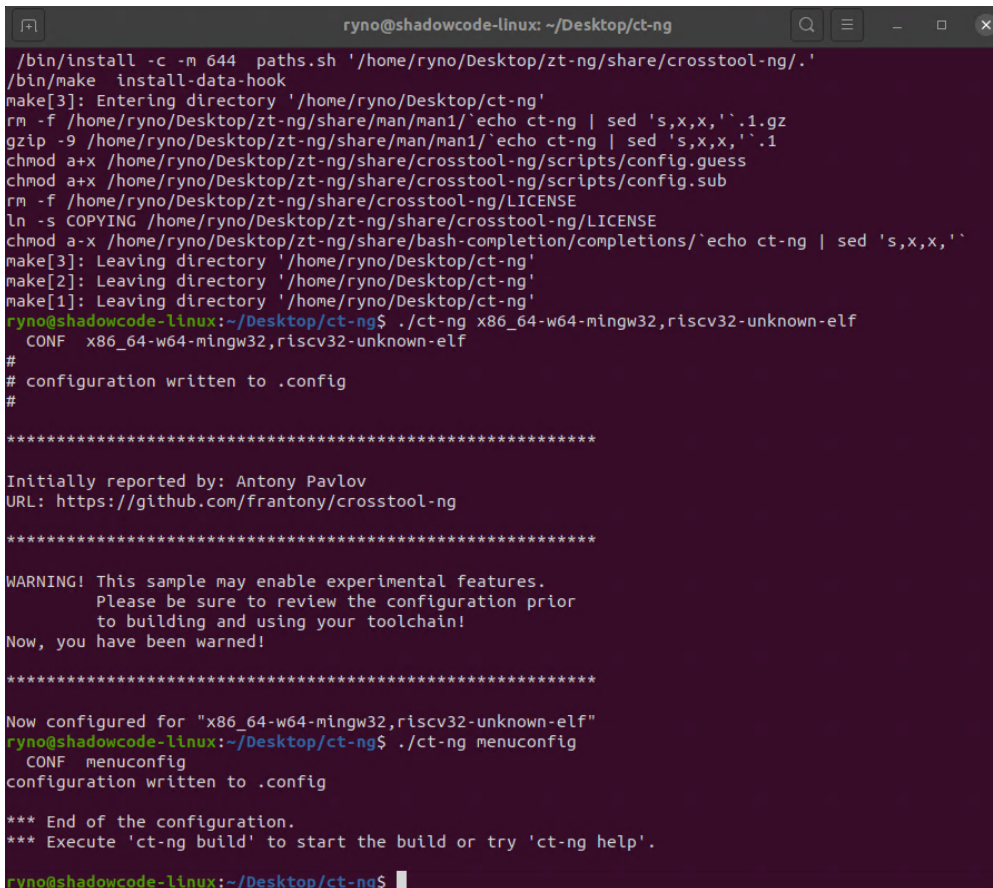 ryno@shadowcode-linux: ~/Desktop/ct-ng
/bin/install -c -m 644  paths.sh '/home/ryno/Desktop/zt-ng/share/crosstool-ng/.'
/bin/make  install-data-hook
make[3]: Entering directory '/home/ryno/Desktop/ct-ng'
rm -f /home/ryno/Desktop/zt-ng/share/man/man1/`echo ct-ng | sed 's,x,x,'`.1.gz
gzip -9 /home/ryno/Desktop/zt-ng/share/man/man1/`echo ct-ng | sed 's,x,x,'`.1
chmod a+x /home/ryno/Desktop/zt-ng/share/crosstool-ng/scripts/config.guess
chmod a+x /home/ryno/Desktop/zt-ng/share/crosstool-ng/scripts/config.sub
rm -f /home/ryno/Desktop/zt-ng/share/crosstool-ng/LICENSE
ln -s COPYING /home/ryno/Desktop/zt-ng/share/crosstool-ng/LICENSE
chmod a-x /home/ryno/Desktop/zt-ng/share/bash-completion/completions/`echo ct-ng | sed 's,x,x,'`
make[3]: Leaving directory '/home/ryno/Desktop/ct-ng'
make[2]: Leaving directory '/home/ryno/Desktop/ct-ng'
make[1]: Leaving directory '/home/ryno/Desktop/ct-ng'
ryno@shadowcode-linux:~/Desktop/ct-ng$ ./ct-ng x86_64-w64-mingw32,riscv32-unknown-elf
CONF  x86_64-w64-mingw32,riscv32-unknown-elf
#
# configuration written to .config
#
***********************************************************
Initially reported by: Antony Pavlov
URL: https://github.com/frantony/crosstool-ng
***********************************************************
WARNING! This sample may enable experimental features.
Please be sure to review the configuration prior
to building and using your toolchain!
Now, you have been warned!
***********************************************************
Now configured for "x86_64-w64-mingw32,riscv32-unknown-elf"
ryno@shadowcode-linux:~/Desktop/ct-ng$ ./ct-ng menuconfig
CONF  menuconfig
configuration written to .config
*** End of the configuration.
*** Execute 'ct-ng build' to start the build or try 'ct-ng help'.
ryno@shadowcode-linux:~/Desktop/ct-ng$